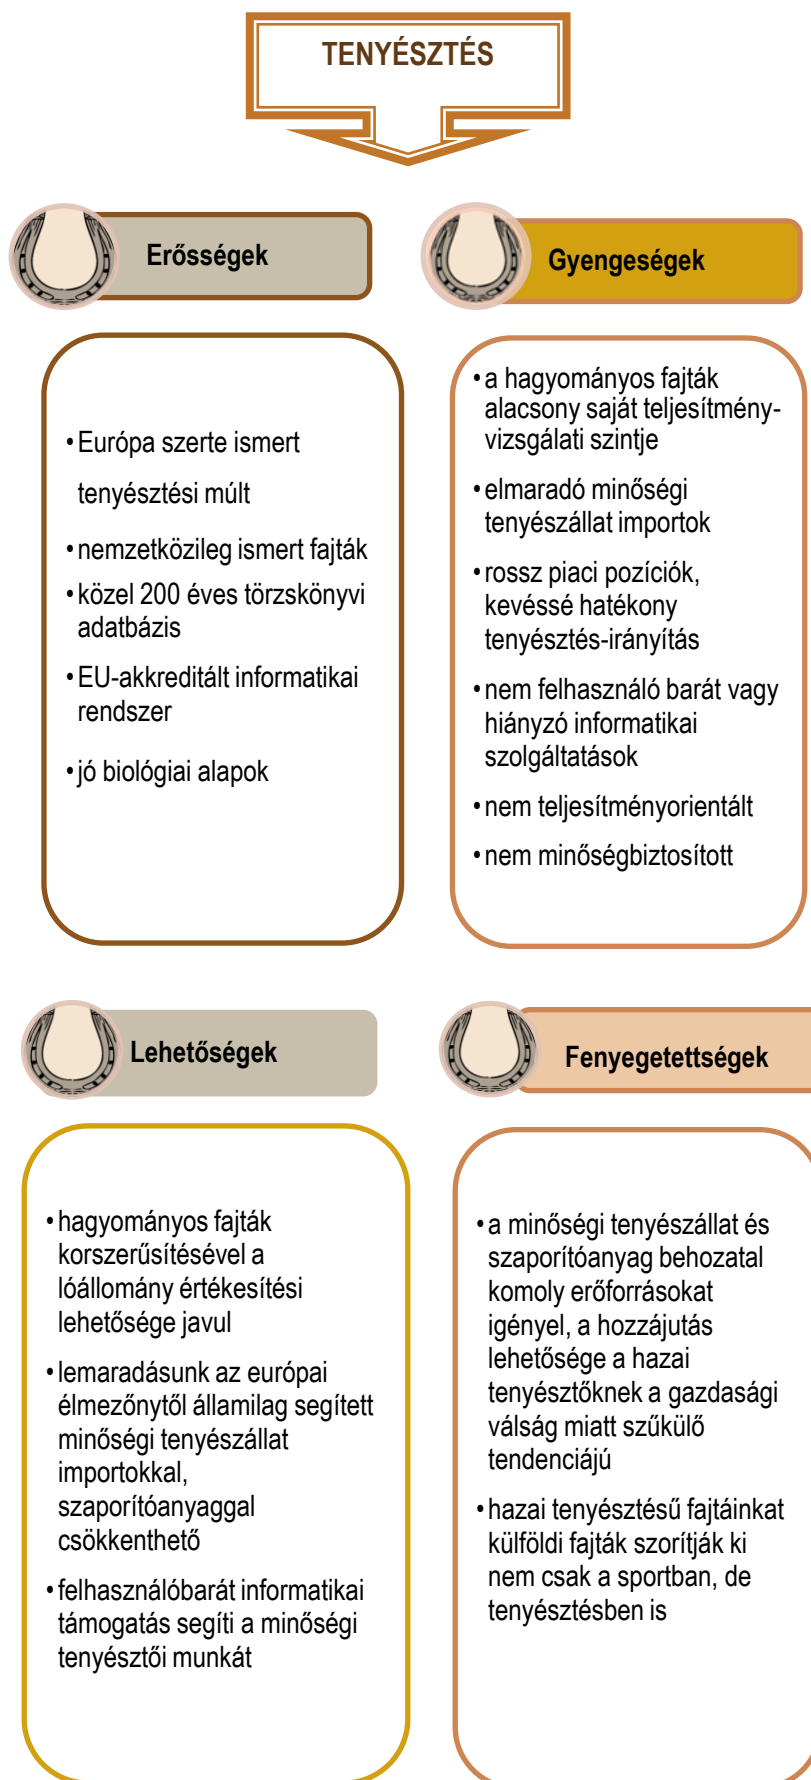 TENYÉSZTÉS
Erősségek
• Európa szerte ismert
tenyésztési múlt
• nemzetközileg ismert fajták
• közel 200 éves törzskönyvi
adatbázis
• EU-akkreditált informatikai
rendszer
• jó biológiai alapok
Gyengeségek
• a hagyományos fajták
alacsony saját teljesítmény-
vizsgálati szintje
• elmaradó minőségi
tenyészállat importok
• rossz piaci pozíciók,
kevéssé hatékony
tenyésztés-irányítás
• nem felhasználó barát vagy
hiányzó informatikai
szolgáltatások
• nem teljesítményorientált
• nem minőségbiztosított
Lehetőségek
• hagyományos fajták
korszerűsítésével a
lóállomány értékesítési
lehetősége javul
• lemaradásunk az európai
élmezőnytől államilag segített
minőségi tenyészállat
importokkal,
szaporítóanyaggal
csökkenthető
• felhasználóbarát informatikai
támogatás segíti a minőségi
tenyésztői munkát
Fenyegetettségek
• a minőségi tenyészállat és
szaporítóanyag behozatal
komoly erőforrásokat
igényel, a hozzájutás
lehetősége a hazai
tenyésztőknek a gazdasági
válság miatt szűkülő
tendenciájú
• hazai tenyésztésű fajtáinkat
külföldi fajták szorítják ki
nem csak a sportban, de
tenyésztésben is